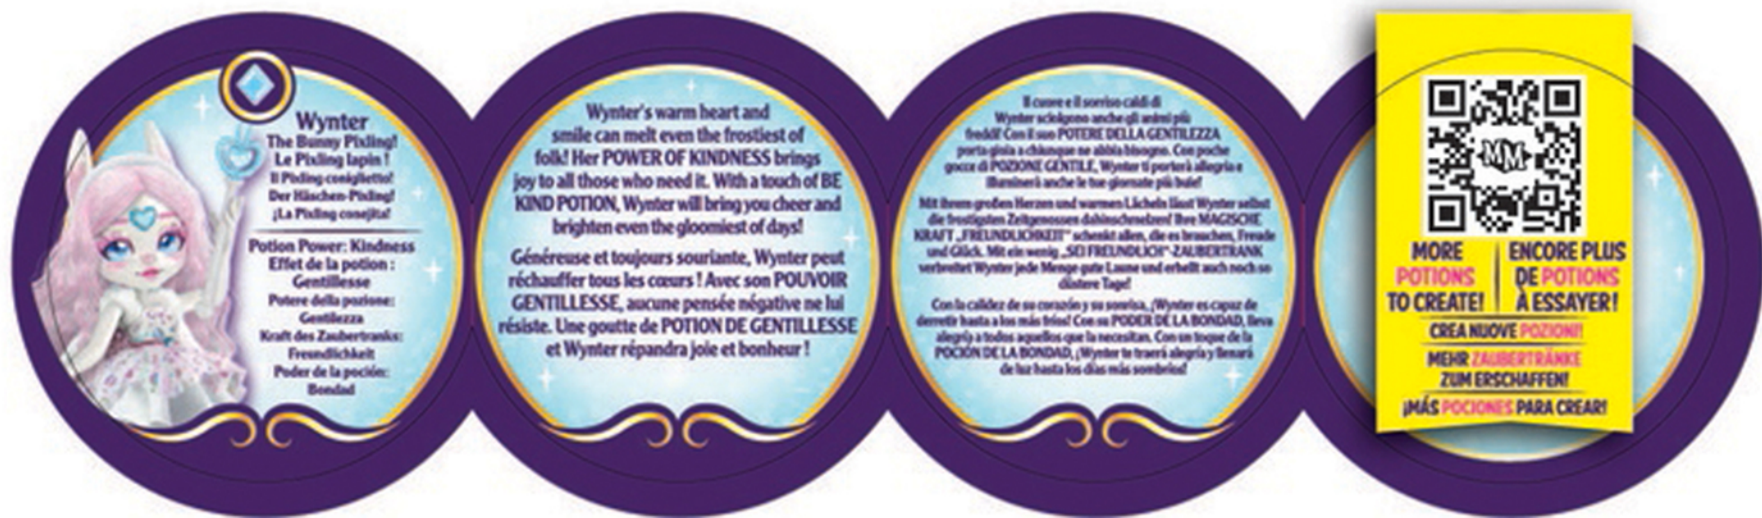 Wynter
The Bunny Pixling!
Le Pixling lapin !
Il Pixling coniglietto!
Der Häschen-Pixling!
¡La Pixling conejita!
Potion Power: Kindness
Effet de la potion :
Gentillesse
Potere della pozione:
Gentilezza
Kraft des Zaubertranks:
Freundlichkeit
Poder de la poción:
Bondad
Wynter's warm heart and
smile can melt even the frostiest of
folk! Her POWER OF KINDNESS brings
joy to all those who need it. With a touch of BE
KIND POTION, Wynter will bring you cheer and
brighten even the gloomiest of days!
Généreuse et toujours souriante, Wynter peut
réchauffer tous les cœurs ! Avec son POUVOIR
GENTILLESSE, aucune pensée négative ne lui
résiste. Une goutte de POTION DE GENTILLESSE
et Wynter répandra joie et bonheur !
Il cuore e il sorriso caldi di
Wynter sciolgono anche gli animi più
freddi! Con il suo POTERE DELLA GENTILEZZA
porta gioia a chiunque ne abbia bisogno. Con poche
gocce di POZIONE GENTILE, Wynter ti porterà allegria e
illuminerà anche le tue giornate più buie!
Mit ihrem großen Herzen und warmen Lächeln lässt Wynter selbst
die frostigsten Zeitgenossen dahinschmelzen! Ihre MAGISCHE
KRAFT „FREUNDLICHKEIT“ schenkt allen, die es brauchen, Freude
und Glück. Mit ein wenig „SEI FREUNDLICH“-ZAUBERTRANK
verbreitet Wynter jede Menge gute Laune und erhellt auch noch so
düstere Tage!
Con la calidez de su corazón y su sonrisa, ¡Wynter es capaz de
derretir hasta a los más fríos! Con su PODER DE LA BONDAD, lleva
alegría a todos aquellos que la necesitan. Con un toque de la
POCIÓN DE LA BONDAD, ¡Wynter te traerá alegría y llenará
de luz hasta los días más sombríos!
MM
MORE
POTIONS
TO CREATE!
ENCORE PLUS
DE POTIONS
À ESSAYER!
CREA NUOVE POZIONI!
MEHR ZAUBERTRÄNKE
ZUM ERSCHAFFEN!
¡MÁS POCIONES PARA CREAR!